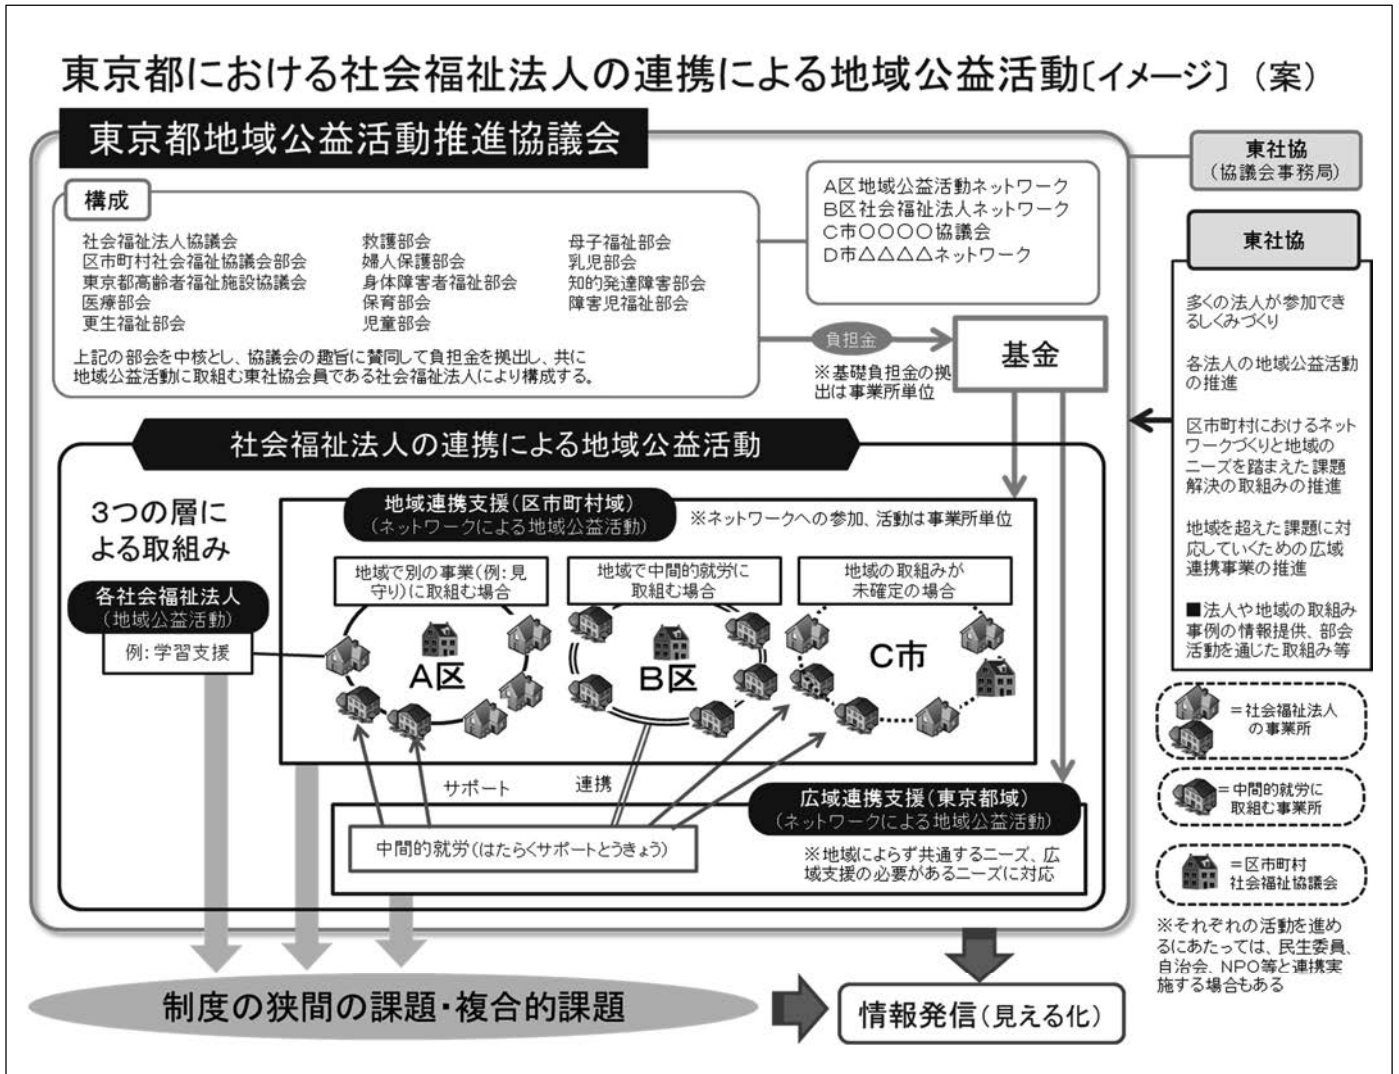 東京都における社会福祉法人の連携による地域公益活動〔イメージ〕（案）
東京都地域公益活動推進協議会
構成
社会福祉法人協議会
区市町村社会福祉協議会部会
東京都高齢者福祉施設協議会
医療部会
更生福祉部会
救護部会
婦人保護部会
身体障害者福祉部会
保育部会
児童部会
母子福祉部会
乳児部会
知的発達障害部会
障害児福祉部会
上記の部会を中核とし、協議会の趣旨に賛同して負担金を拠出し、共に
地域公益活動に取組む東社協会員である社会福祉法人により構成する。
A区地域公益活動ネットワーク
B区社会福祉法人ネットワーク
C市〇〇〇〇協議会
D市△△△△ネットワーク
負担金
※基礎負担金の拠
出は事業所単位
基金
東社協
（協議会事務局）
東社協
多くの法人が参加でき
るしくみづくり
各法人の地域公益活動
の推進
区市町村におけるネット
ワークづくりと地域の
ニーズを踏まえた課題
解決の取組みの推進
地域を超えた課題に対
応していくための広域
連携事業の推進
■法人や地域の取組み
事例の情報提供、部会
活動を通じた取組み等
社会福祉法人の連携による地域公益活動
3つの層に
よる取組み
各社会福祉法人
（地域公益活動）
例：学習支援
地域連携支援（区市町村域）
（ネットワークによる地域公益活動）
※ネットワークへの参加、活動は事業所単位
地域で別の事業（例：見
守り）に取組む場合
A区
地域で中間的就労に
取組む場合
B区
地域の取組みが
未確定の場合
C市
サポート
連携
広域連携支援（東京都域）
（ネットワークによる地域公益活動）
中間的就労（はたらくサポートとうきょう）
※地域によらず共通するニーズ、広
域支援の必要があるニーズに対応
＝社会福祉法人
の事業所
＝中間的就労に
取組む事業所
＝区市町村
社会福祉協議会
※それぞれの活動を進め
るにあたっては、民生委員、
自治会、NPO等と連携実
施する場合もある
制度の狭間の課題・複合的課題
情報発信（見える化）